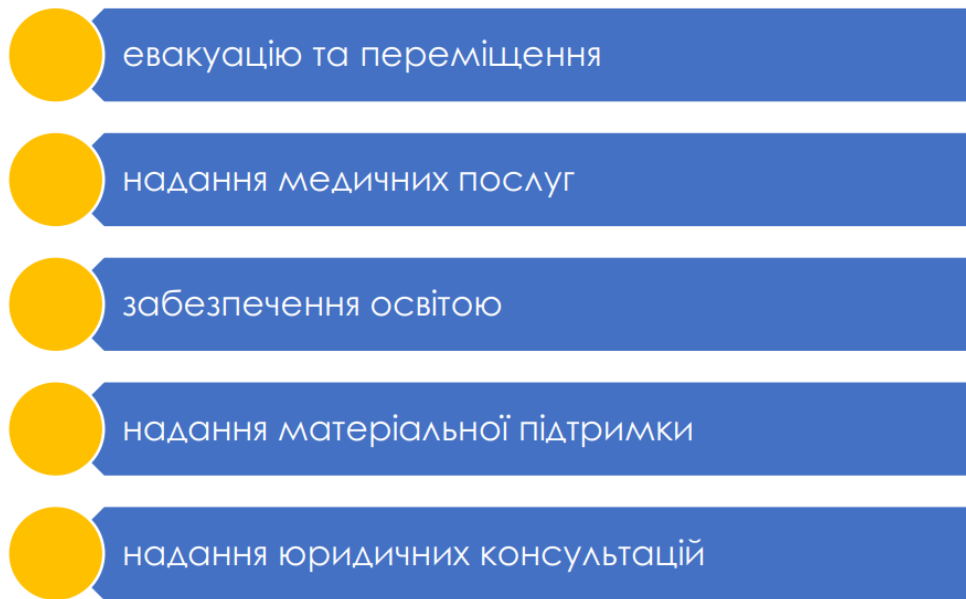 евакуацію та переміщення
надання медичних послуг
забезпечення освітою
надання матеріальної підтримки
надання юридичних консультацій